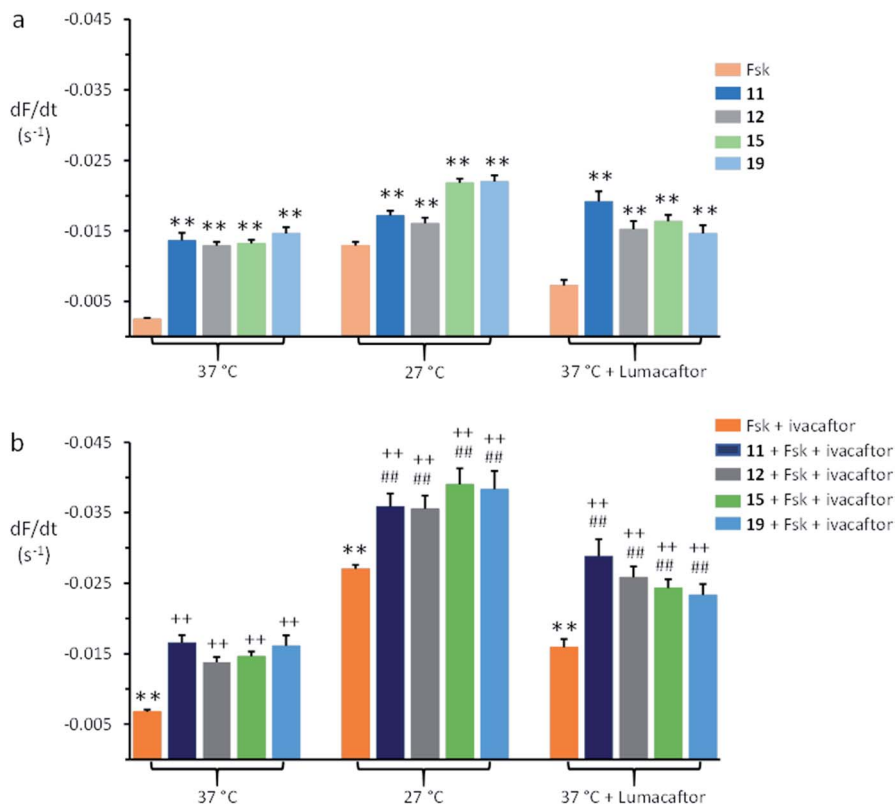 a
-0.045
-0.035
dF/dt
(s-1)
-0.025
-0.015
-0.005
Fsk
11
12
15
19
** ** ** **
** ** ** **
** ** ** **
37 °C
27 °C
37 °C + Lumacaftor
b
-0.045
-0.035
dF/dt
(s-1)
-0.025
-0.015
-0.005
Fsk + ivacaftor
11 + Fsk + ivacaftor
12 + Fsk + ivacaftor
15 + Fsk + ivacaftor
19 + Fsk + ivacaftor
** ++ ++ ++ ++
** ++ ++ ++ ++
## ## ## ##
** ++ ++ ++ ++
## ## ## ##
37 °C
27 °C
37 °C + Lumacaftor